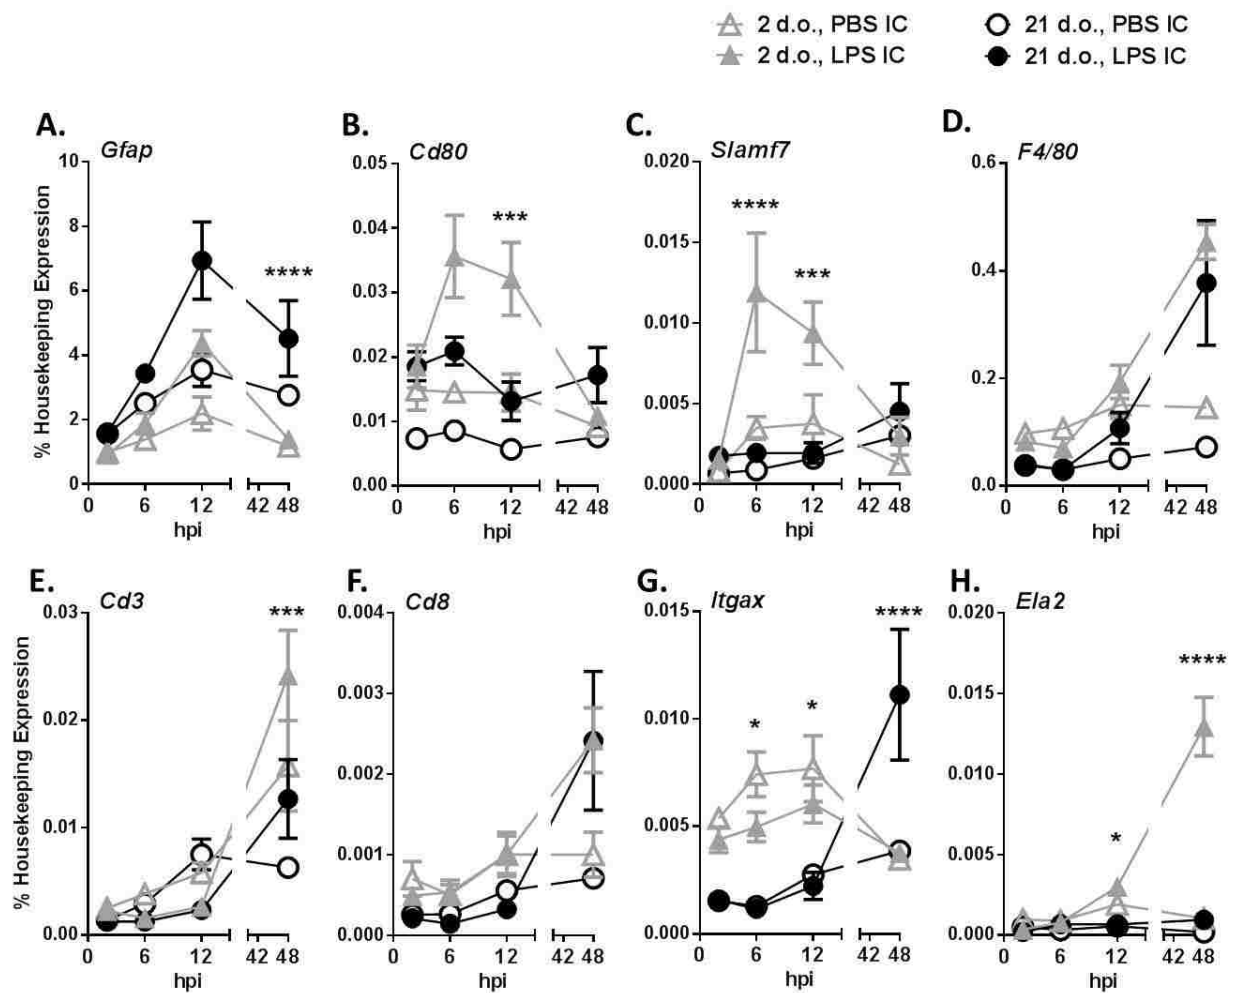 2 d.o., PBS IC
21 d.o., PBS IC
2 d.o., LPS IC
21 d.o., LPS IC
A.
Gfap
% Housekeeping Expression
10
8
6
4
2
0
****
0 6 12 42 48
hpi
B.
Cd80
0.05
0.04
0.03
0.02
0.01
0.00
***
0 6 12 42 48
hpi
C.
Slamf7
0.020
0.015
0.010
0.005
0.000
****
***
0 6 12 42 48
hpi
D.
F4/80
0.6
0.4
0.2
0.0
0 6 12 42 48
hpi
E.
Cd3
% Housekeeping Expression
0.03
0.02
0.01
0.00
***
0 6 12 42 48
hpi
F.
Cd8
0.004
0.003
0.002
0.001
0.000
0 6 12 42 48
hpi
G.
Itgax
0.015
0.010
0.005
0.000
*
*
****
0 6 12 42 48
hpi
H.
Ela2
0.020
0.015
0.010
0.005
0.000
*
****
0 6 12 42 48
hpi